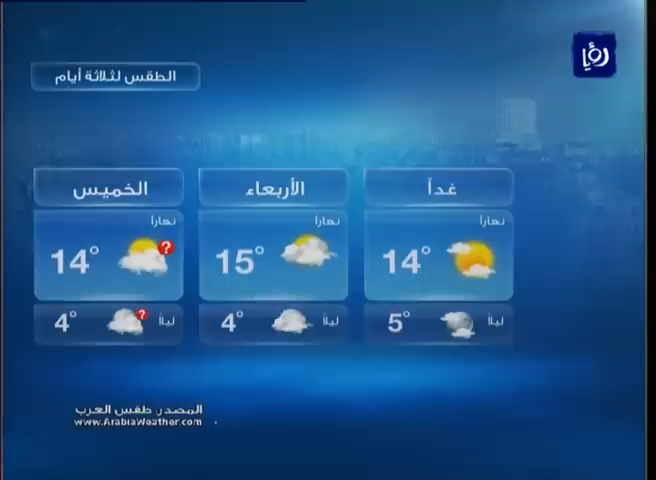 رؤيا
الطقس لثلاثة أيام
غداً
نهاراً
14°
ليلاً
5°
الأربعاء
نهاراً
15°
ليلاً
4°
الخميس
نهاراً
?
14°
ليلاً
?
4°
المصدر: طقس العرب
www.ArabiaWeather.com